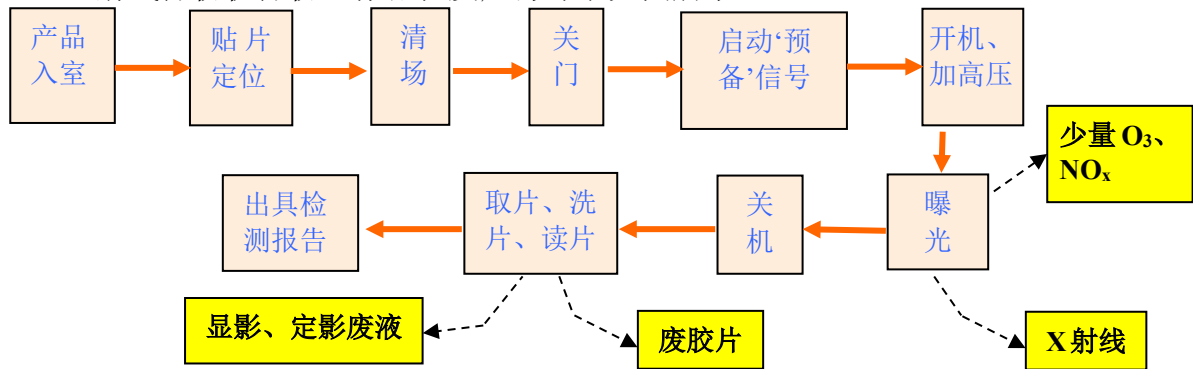 产品
入室
贴 片
定位
清
场
关
门
启动‘预
备’信号
开机、
加高压
少量 O₃、
NOₓ
曝
光
关
机
取片、洗
片、读片
出具检
测报告
显影、定影废液
废胶片
X 射线